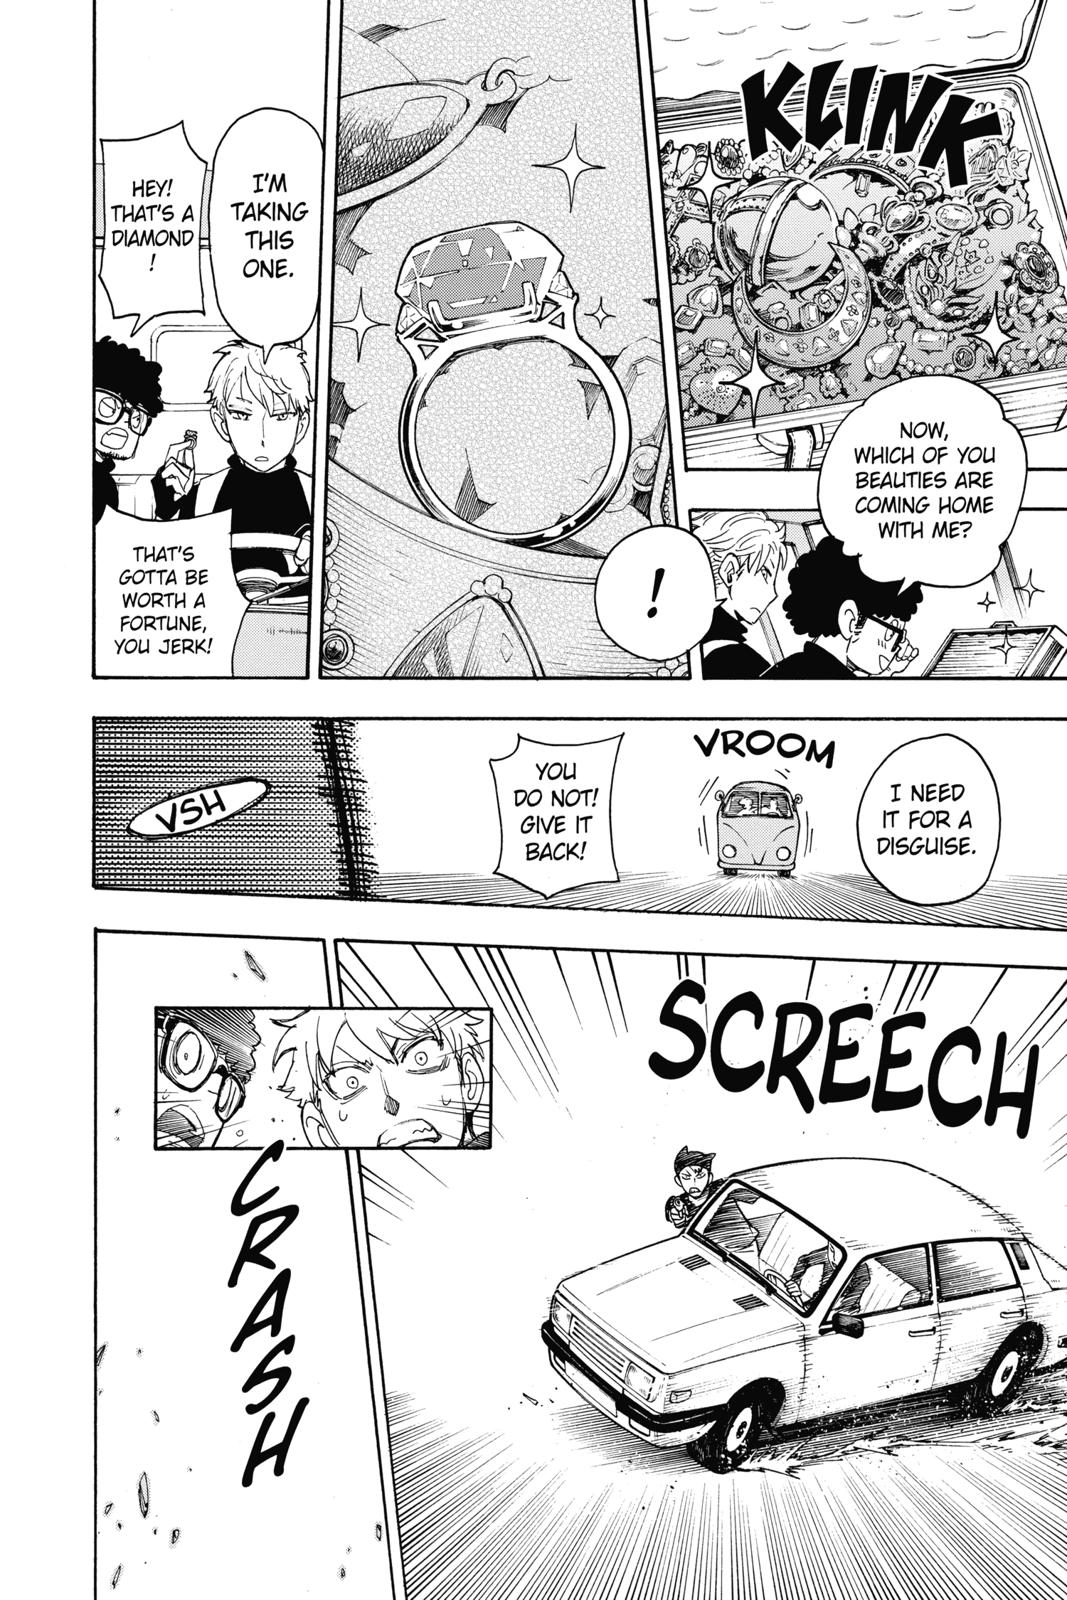 KLINK
NOW,
WHICH OF YOU
BEAUTIES ARE
COMING HOME
WITH ME?
!
I'M
TAKING
THIS
ONE.
HEY!
THAT'S A
DIAMOND
!
THAT'S
GOTTA BE
WORTH A
FORTUNE,
YOU JERK!
I NEED
IT FOR A
DISGUISE.
VROOM
YOU
DO NOT!
GIVE IT
BACK!
VSH
SCREECH
CRASH